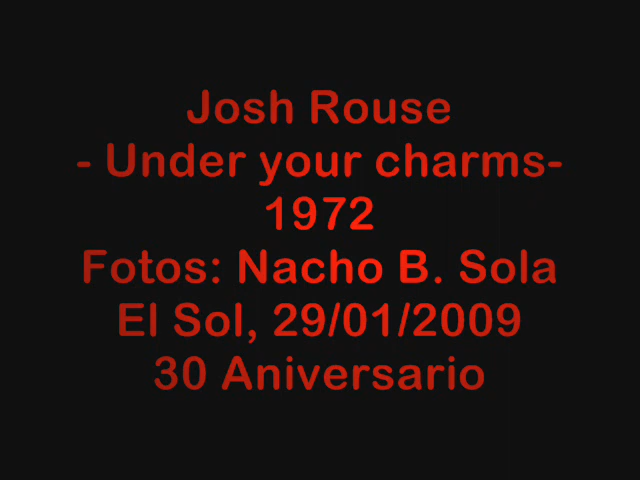 Josh Rouse
- Under your charms-
1972
Fotos: Nacho B. Sola
El Sol, 29/01/2009
30 Aniversario